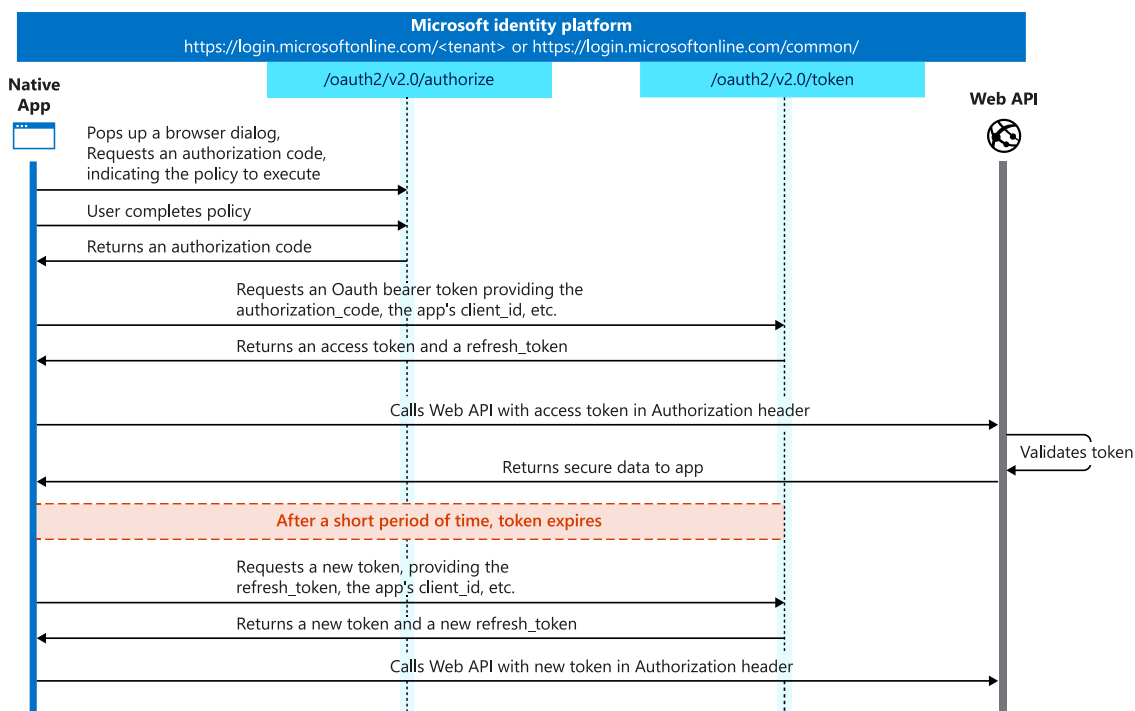 Microsoft identity platform
https://login.microsoftonline.com/<tenant> or https://login.microsoftonline.com/common/
/oauth2/v2.0/authorize
/oauth2/v2.0/token
Native
App
Web API
Pops up a browser dialog,
Requests an authorization code,
indicating the policy to execute
User completes policy
Returns an authorization code
Requests an Oauth bearer token providing the
authorization_code, the app's client_id, etc.
Returns an access token and a refresh_token
Calls Web API with access token in Authorization header
Validates token
Returns secure data to app
After a short period of time, token expires
Requests a new token, providing the
refresh_token, the app's client_id, etc.
Returns a new token and a new refresh_token
Calls Web API with new token in Authorization header